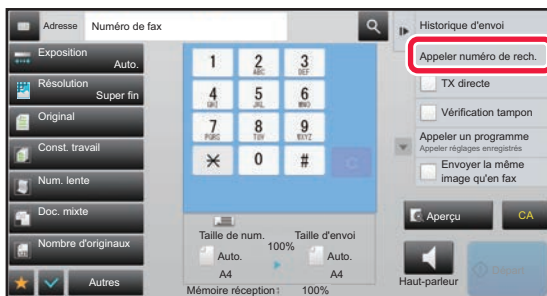 Adresse
Numéro de fax
Historique d'envoi
Exposition
Auto.
Appeler numéro de rech.
Résolution
Super fin
TX directe
Original
Vérification tampon
Const. travail
Appeler un programme
Appeler réglages enregistrés
Num. lente
Envoyer la même
image qu'en fax
Doc. mixte
Nombre d'originaux
Autres
1
2
ABC
3
DEF
4
GHI
5
JKL
6
MNO
7
PQRS
8
TUV
9
WXYZ
0
#
C
Taille de num.
Taille d'envoi
100%
Auto.
Auto.
A4
A4
Mémoire réception:
100%
Aperçu
CA
Haut-parleur
Départ